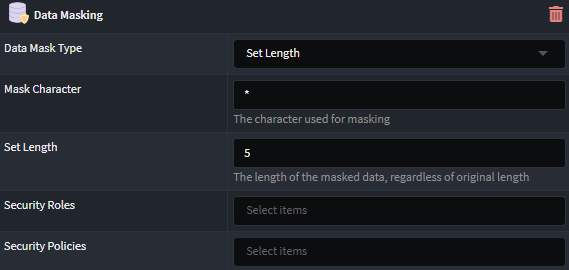 Data Masking
Data Mask Type
Set Length
Mask Character
*
The character used for masking
Set Length
5
The length of the masked data, regardless of original length
Security Roles
Select items
Security Policies
Select items